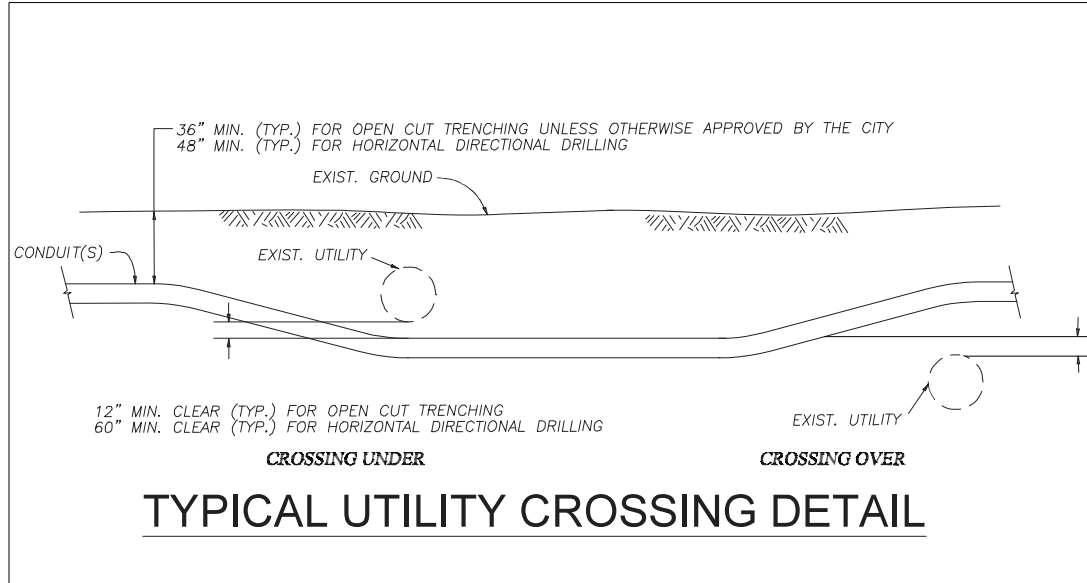 36" MIN. (TYP.) FOR OPEN CUT TRENCHING UNLESS OTHERWISE APPROVED BY THE CITY
48" MIN. (TYP.) FOR HORIZONTAL DIRECTIONAL DRILLING
EXIST. GROUND
CONDUIT(S)
EXIST. UTILITY
12" MIN. CLEAR (TYP.) FOR OPEN CUT TRENCHING
60" MIN. CLEAR (TYP.) FOR HORIZONTAL DIRECTIONAL DRILLING
EXIST. UTILITY
CROSSING UNDER
CROSSING OVER
TYPICAL UTILITY CROSSING DETAIL